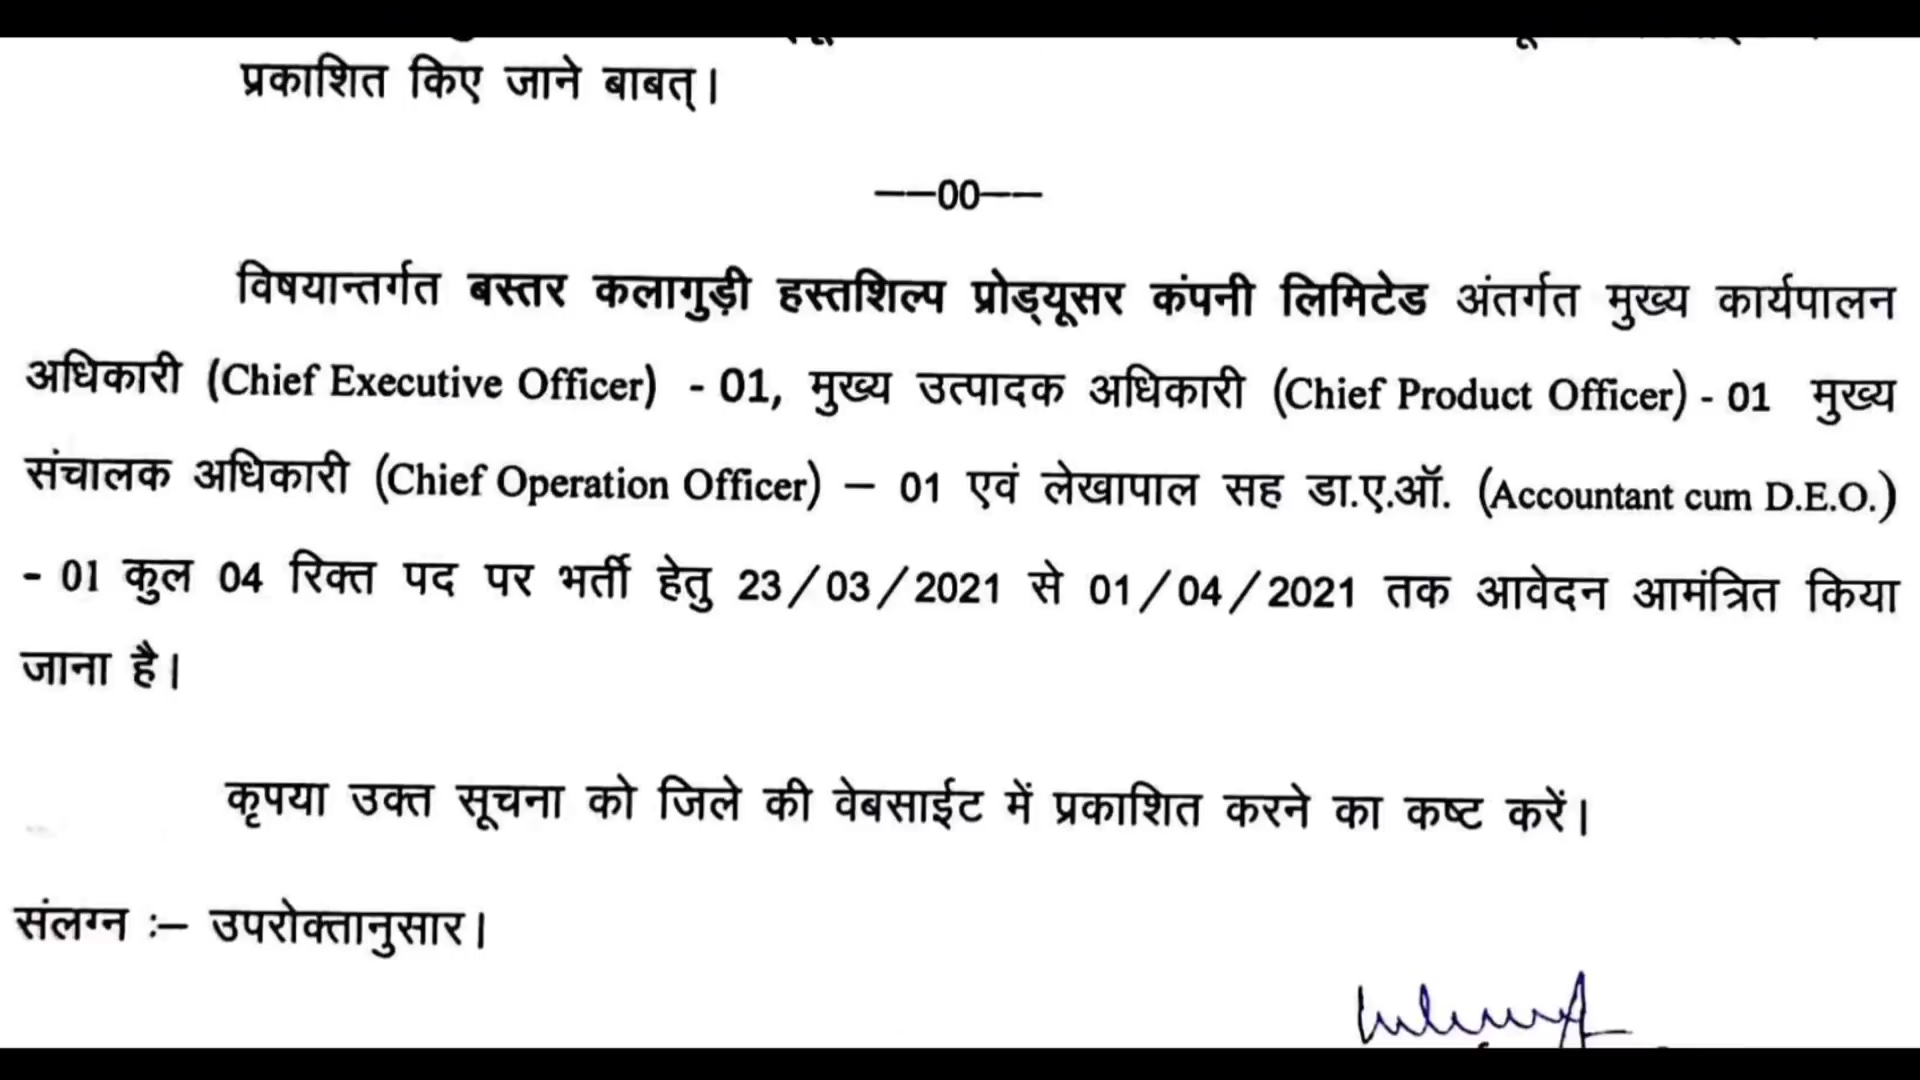 प्रकाशित किए जाने बाबत्।
——00——
विषयान्तर्गत बस्तर कलागुड़ी हस्तशिल्प प्रोड्यूसर कंपनी लिमिटेड अंतर्गत मुख्य कार्यपालन
अधिकारी (Chief Executive Officer) - 01, मुख्य उत्पादक अधिकारी (Chief Product Officer) - 01 मुख्य
संचालक अधिकारी (Chief Operation Officer) – 01 एवं लेखापाल सह डा.ए.ऑ. (Accountant cum D.E.O.)
- 01 कुल 04 रिक्त पद पर भर्ती हेतु 23/03/2021 से 01/04/2021 तक आवेदन आमंत्रित किया
जाना है।
कृपया उक्त सूचना को जिले की वेबसाईट में प्रकाशित करने का कष्ट करें।
संलग्न :– उपरोक्तानुसार।